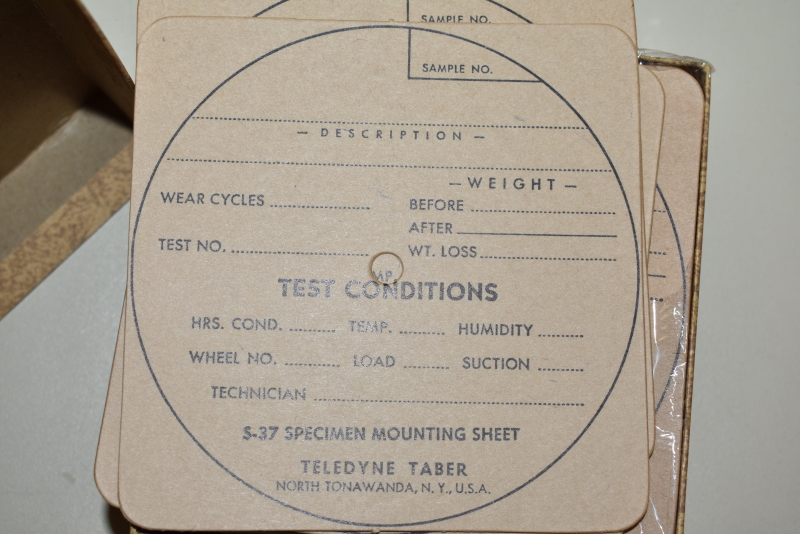 SAMPLE NO.
SAMPLE NO.
— DESCRIPTION —
— WEIGHT —
WEAR CYCLES
BEFORE
AFTER
TEST NO.
WT. LOSS
MP.
TEST CONDITIONS
HRS. COND. TEMP. HUMIDITY
WHEEL NO. LOAD SUCTION
TECHNICIAN
S-37 SPECIMEN MOUNTING SHEET
TELEDYNE TABER
NORTH TONAWANDA, N.Y., U.S.A.